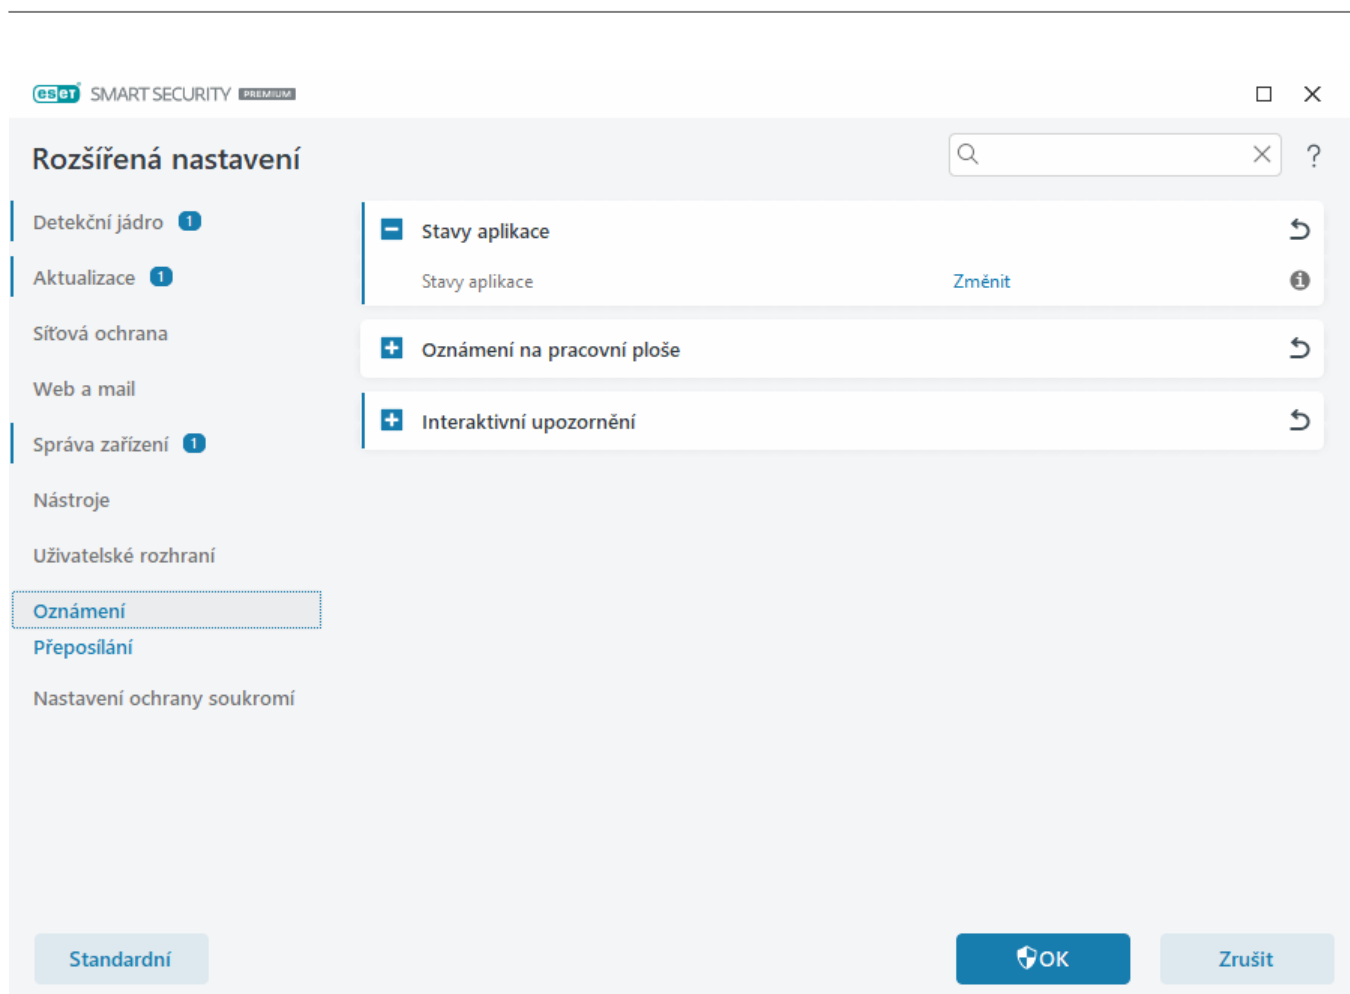 eset SMART SECURITY PREMIUM
Rozšířená nastavení
?
Detekční jádro 1
Aktualizace 1
Síťová ochrana
Web a mail
Správa zařízení 1
Nástroje
Uživatelské rozhraní
Oznámení
Přeposílání
Nastavení ochrany soukromí
Stavy aplikace
Stavy aplikace Změnit
Oznámení na pracovní ploše
Interaktivní upozornění
Standardní
OK
Zrušit